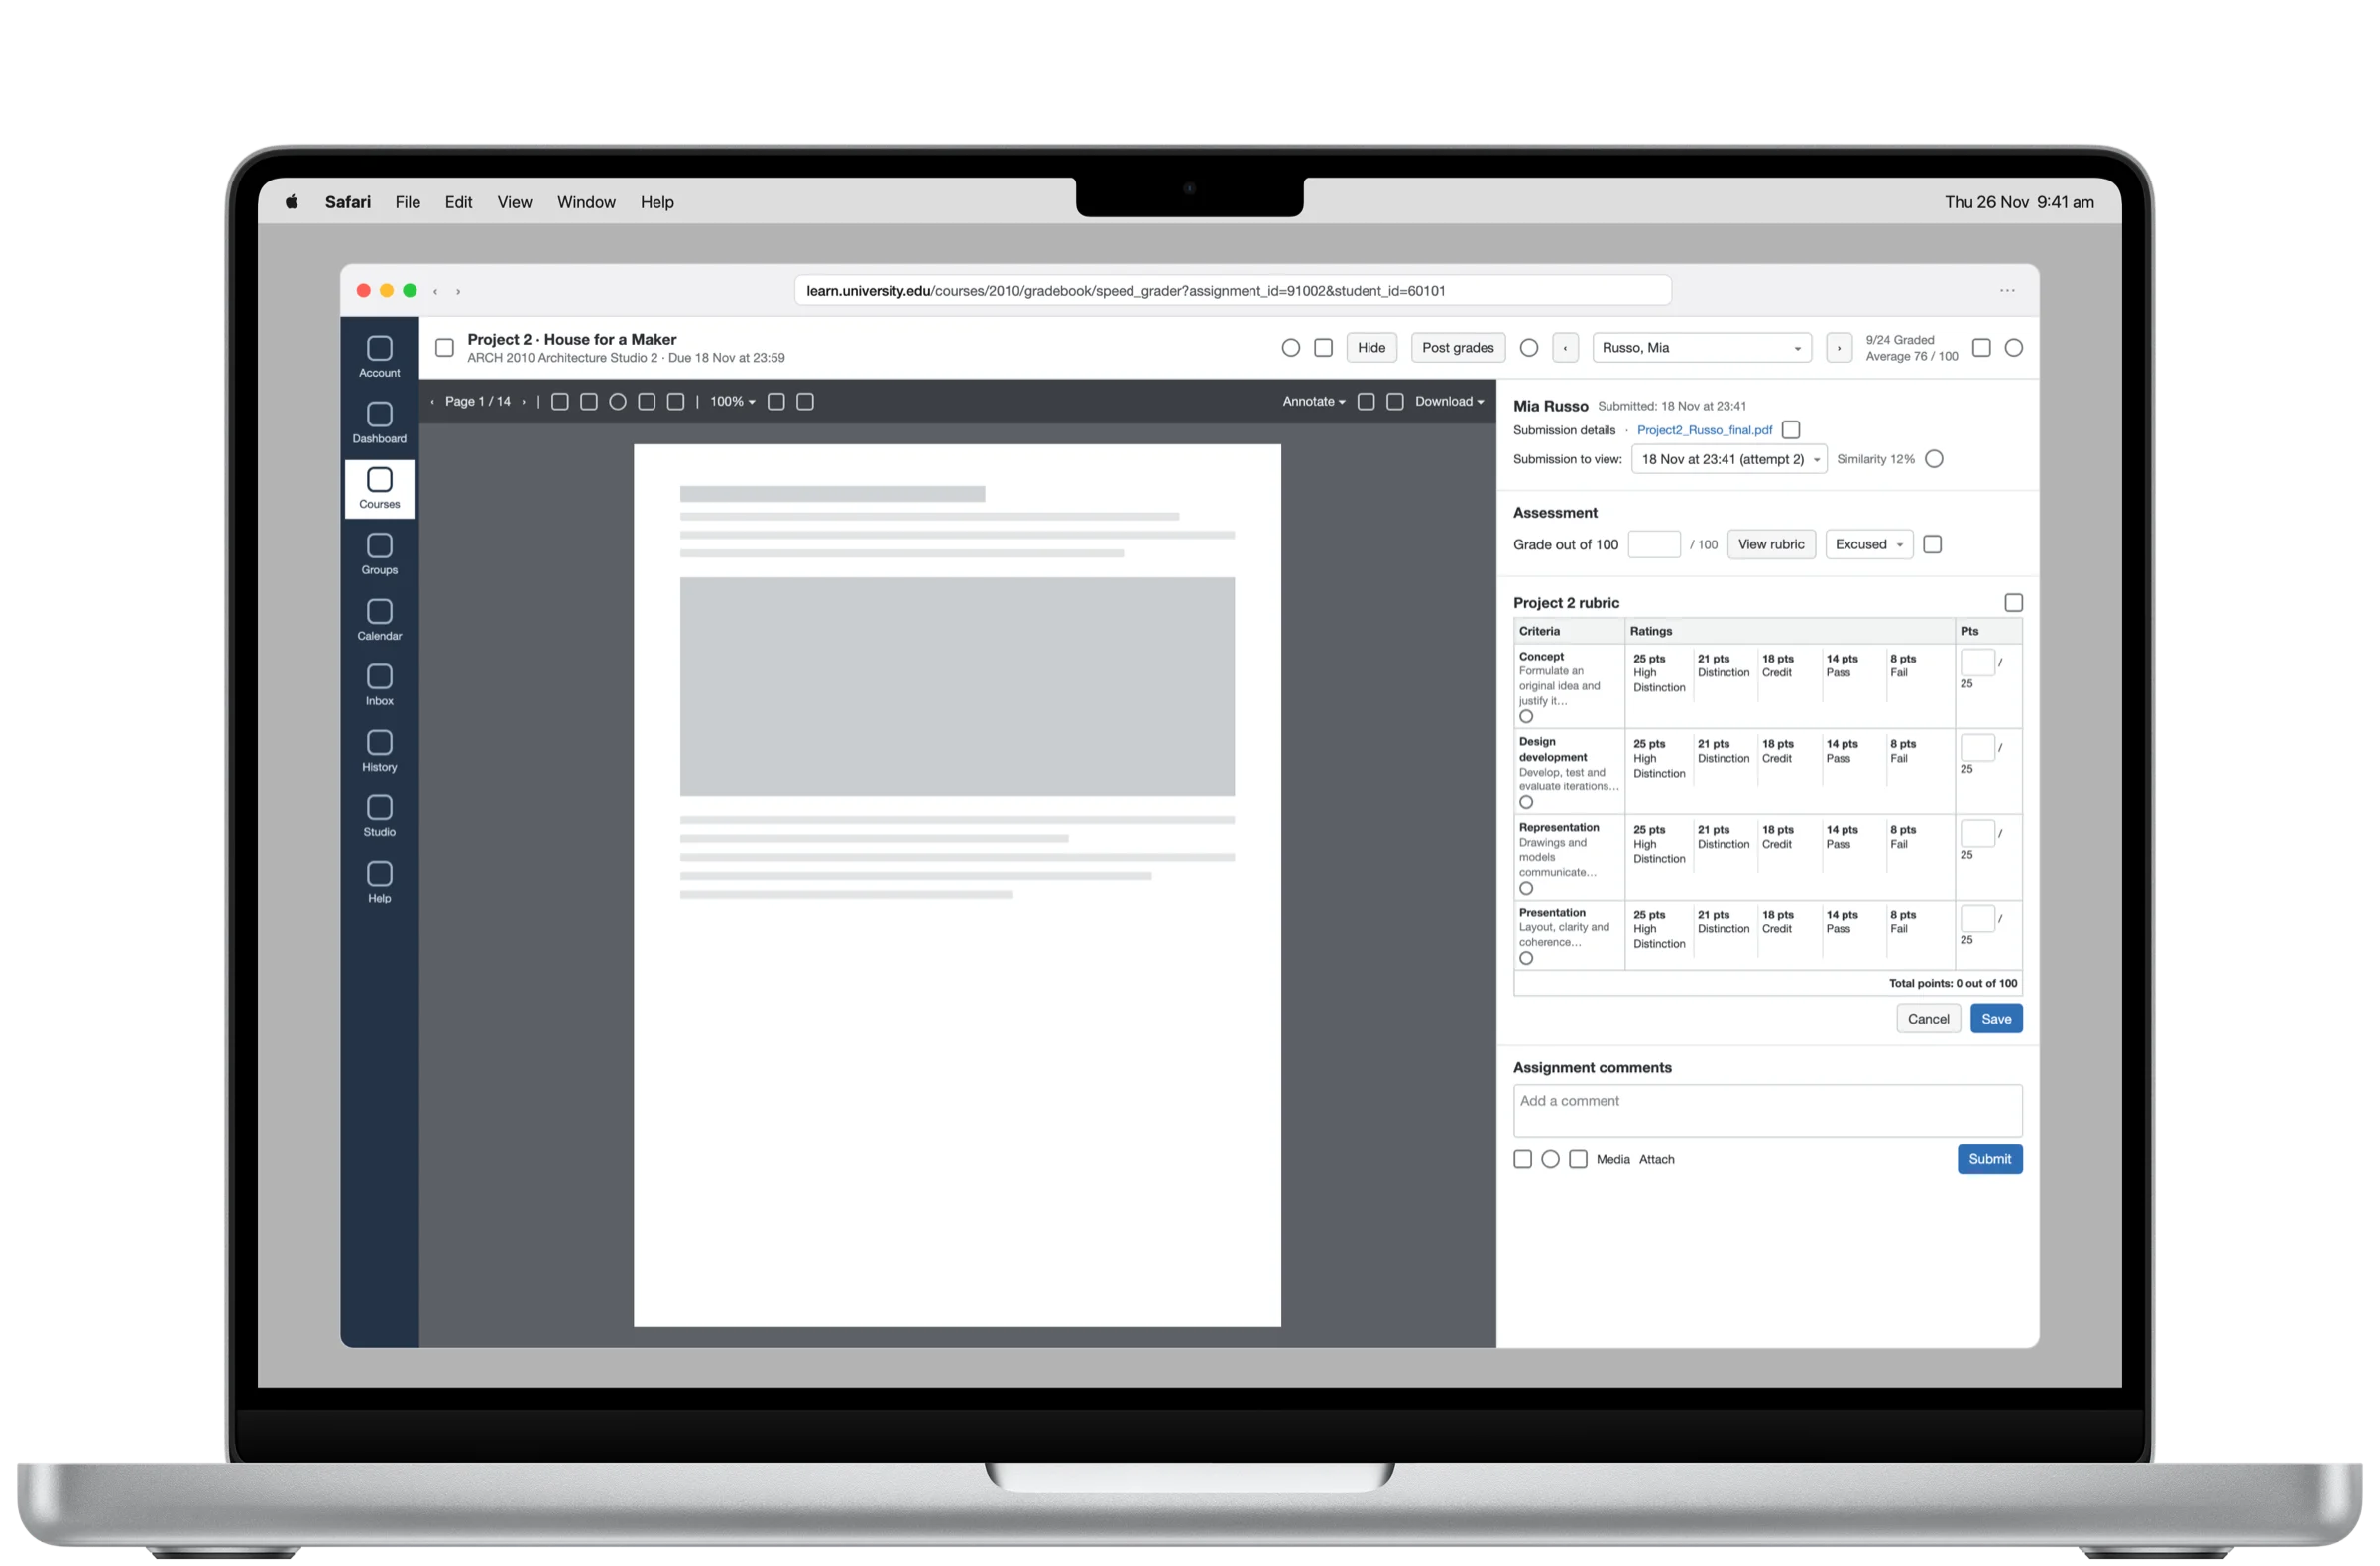 Safari File Edit View Window Help
Thu 26 Nov 9:41 am
learn.university.edu/courses/2010/gradebook/speed_grader?assignment_id=91002&student_id=60101
Account
Dashboard
Courses
Groups
Calendar
Inbox
History
Studio
Help
Project 2 · House for a Maker
ARCH 2010 Architecture Studio 2 · Due 18 Nov at 23:59
Hide
Post grades
Russo, Mia
9/24 Graded
Average 76 / 100
Page 1 / 14
100%
Annotate
Download
Mia Russo Submitted: 18 Nov at 23:41
Submission details · Project2_Russo_final.pdf
Submission to view: 18 Nov at 23:41 (attempt 2) Similarity 12%
Assessment
Grade out of 100 / 100 View rubric Excused
Project 2 rubric
Criteria Ratings Pts
Concept
Formulate an
original idea and
justify it…
25 pts
High
Distinction
21 pts
Distinction
18 pts
Credit
14 pts
Pass
8 pts
Fail
/
25
Design
development
Develop, test and
evaluate iterations…
25 pts
High
Distinction
21 pts
Distinction
18 pts
Credit
14 pts
Pass
8 pts
Fail
/
25
Representation
Drawings and
models
communicate…
25 pts
High
Distinction
21 pts
Distinction
18 pts
Credit
14 pts
Pass
8 pts
Fail
/
25
Presentation
Layout, clarity and
coherence…
25 pts
High
Distinction
21 pts
Distinction
18 pts
Credit
14 pts
Pass
8 pts
Fail
/
25
Total points: 0 out of 100
Cancel
Save
Assignment comments
Add a comment
Media Attach
Submit